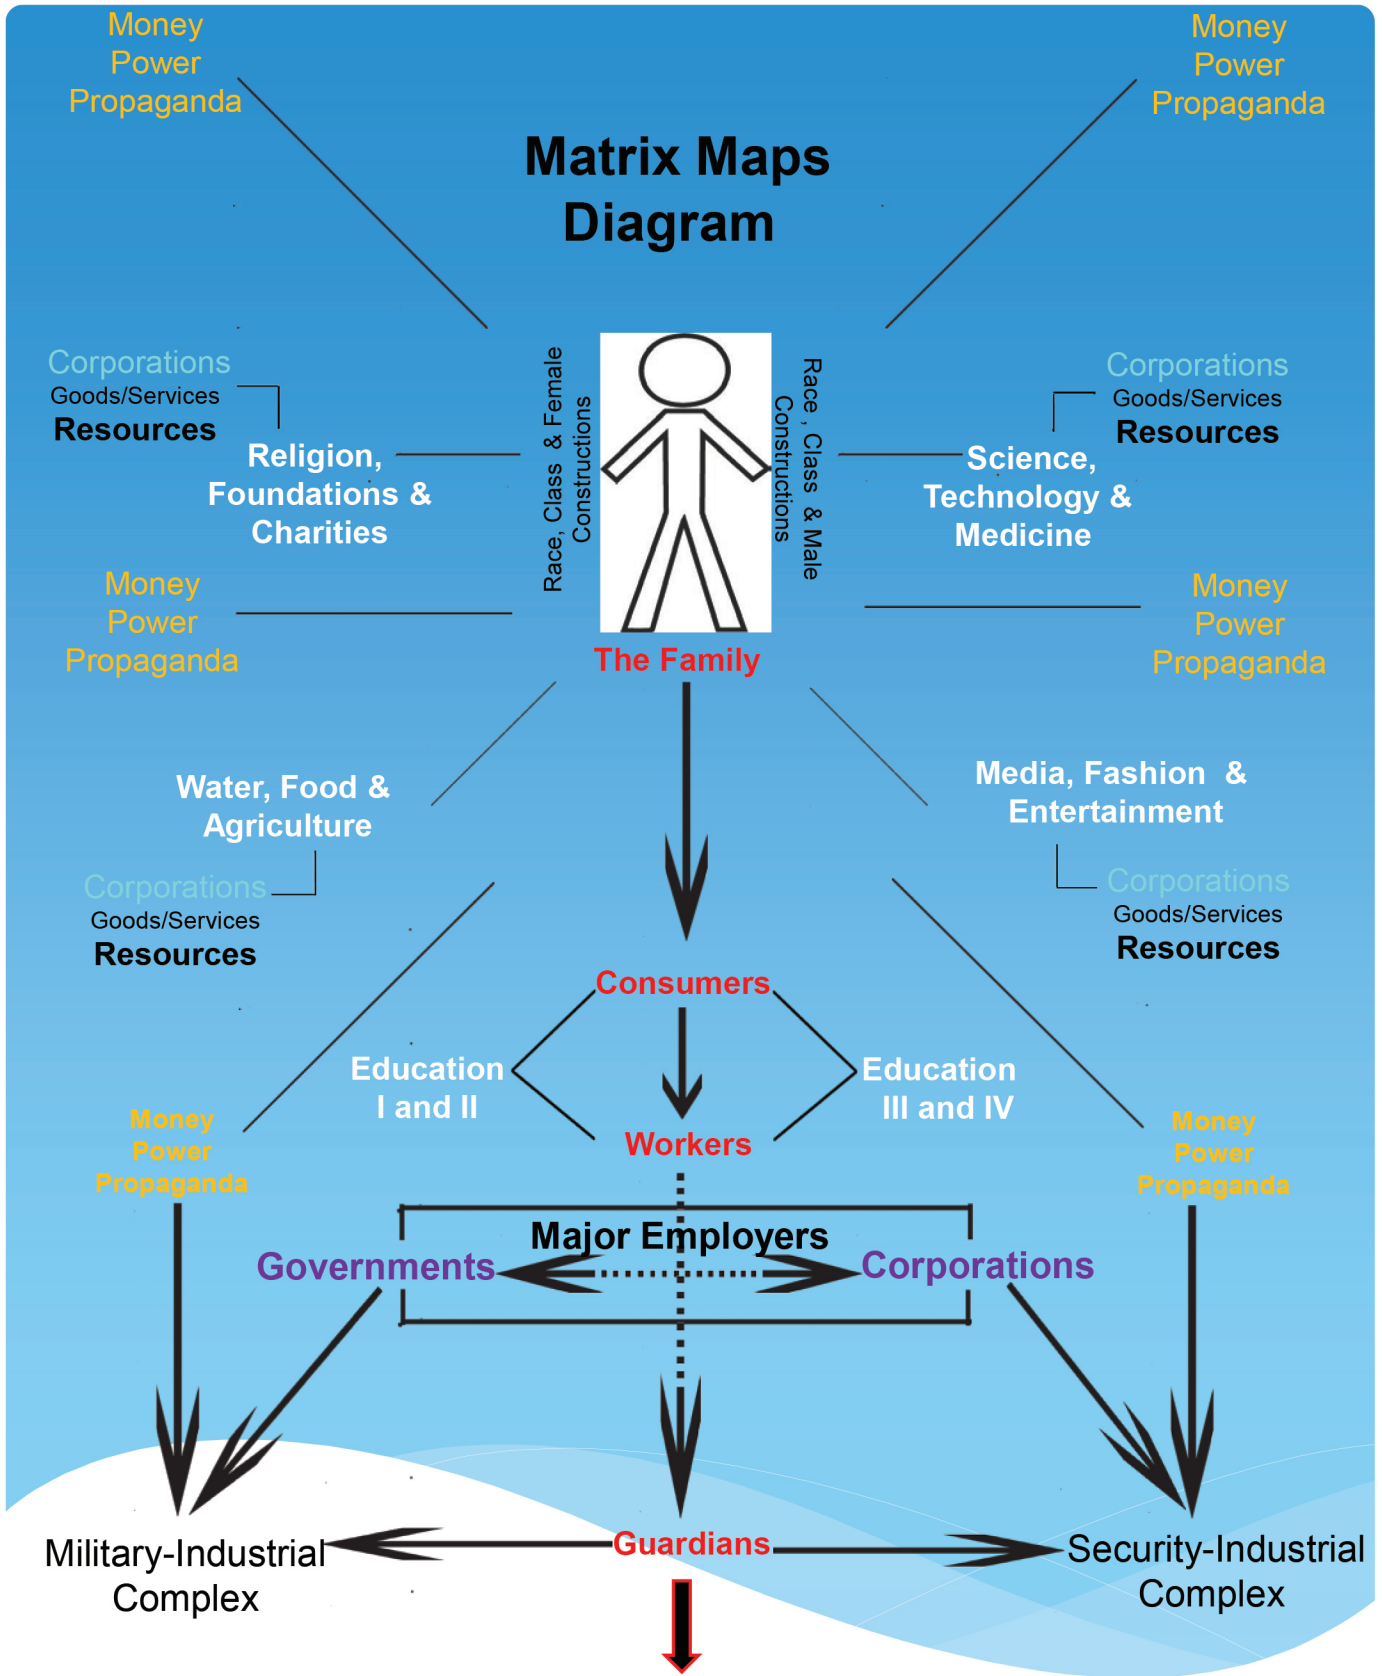 Money
Power
Propaganda
Money
Power
Propaganda
Matrix Maps
Diagram
Corporations
Goods/Services
Resources
Religion,
Foundations &
Charities
Race, Class & Female
Constructions
Race , Class & Male
Constructions
Corporations
Goods/Services
Resources
Science,
Technology &
Medicine
Money
Power
Propaganda
Money
Power
Propaganda
The Family
Water, Food &
Agriculture
Corporations
Goods/Services
Resources
Media, Fashion &
Entertainment
Corporations
Goods/Services
Resources
Consumers
Education
I and II
Education
III and IV
Workers
Money
Power
Propaganda
Money
Power
Propaganda
Major Employers
Governments
Corporations
Military-Industrial
Complex
Guardians
Security-Industrial
Complex